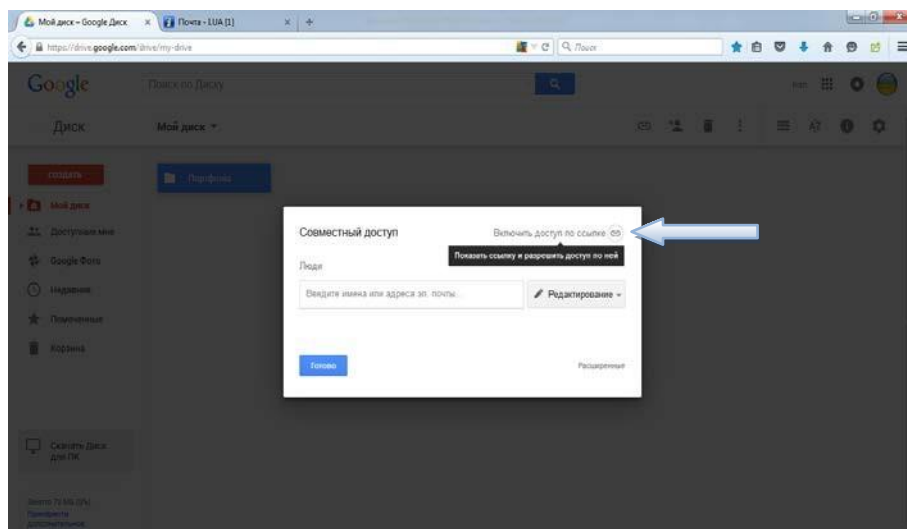 Мой диск – Google Диск
Почта - I.UA (1)
https://drive.google.com/drive/my-drive
Поиск
Google
Поиск по Диску
Диск
Мой диск
СОЗДАТЬ
Портфолио
Мой диск
Доступные мне
Google Фото
Недавние
Помеченные
Корзина
Совместный доступ
Включить доступ по ссылке
Показать ссылку и разрешить доступ по ней
Люди
Введите имена или адреса эл. почты...
Редактирование
Готово
Расширенные
Скачать Диск
для ПК